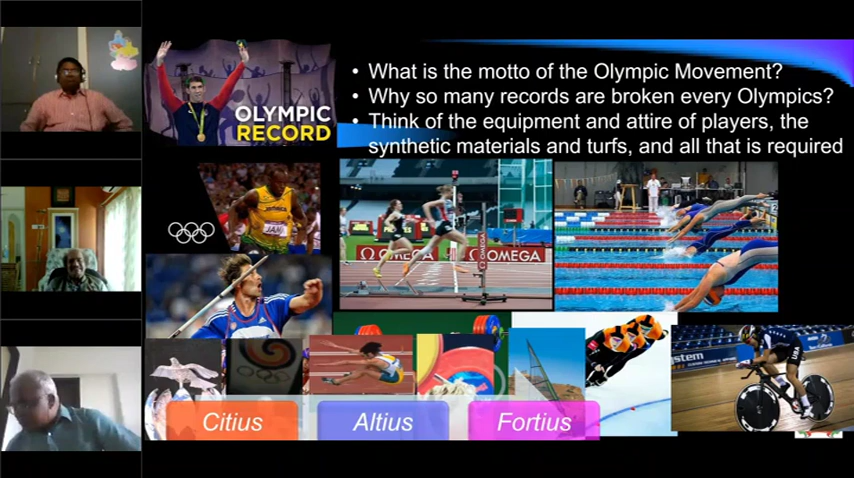 • What is the motto of the Olympic Movement?
• Why so many records are broken every Olympics?
• Think of the equipment and attire of players, the
synthetic materials and turfs, and all that is required
OLYMPIC
RECORD
JAM
OMEGA
OMEGA
OMEGA
stem
USA
Citius
Altius
Fortius